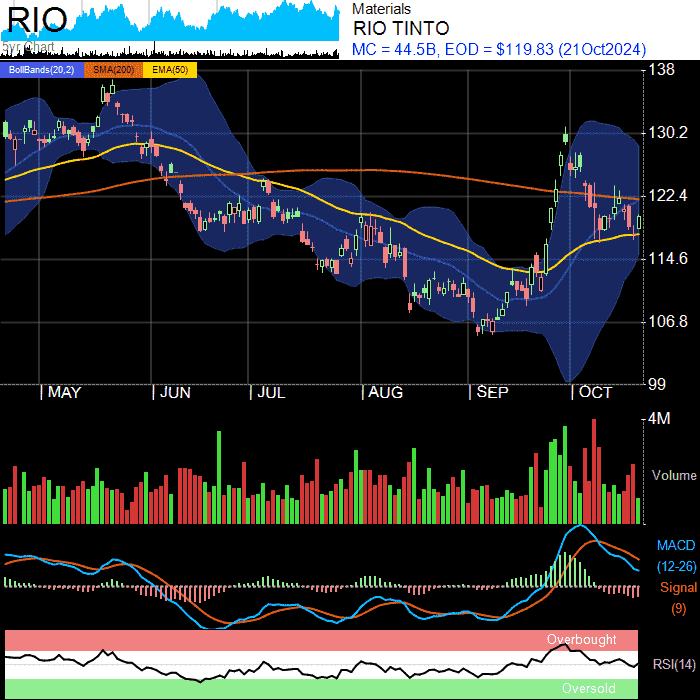 RIO
Materials
RIO TINTO
5yr Chart
MC = 44.5B, EOD = $119.83 (21Oct2024)
BollBands(20,2) SMA(200) EMA(50)
138
130.2
122.4
114.6
106.8
99
MAY JUN JUL AUG SEP OCT
4M
Volume
MACD
(12-26)
Signal
(9)
Overbought
RSI(14)
Oversold